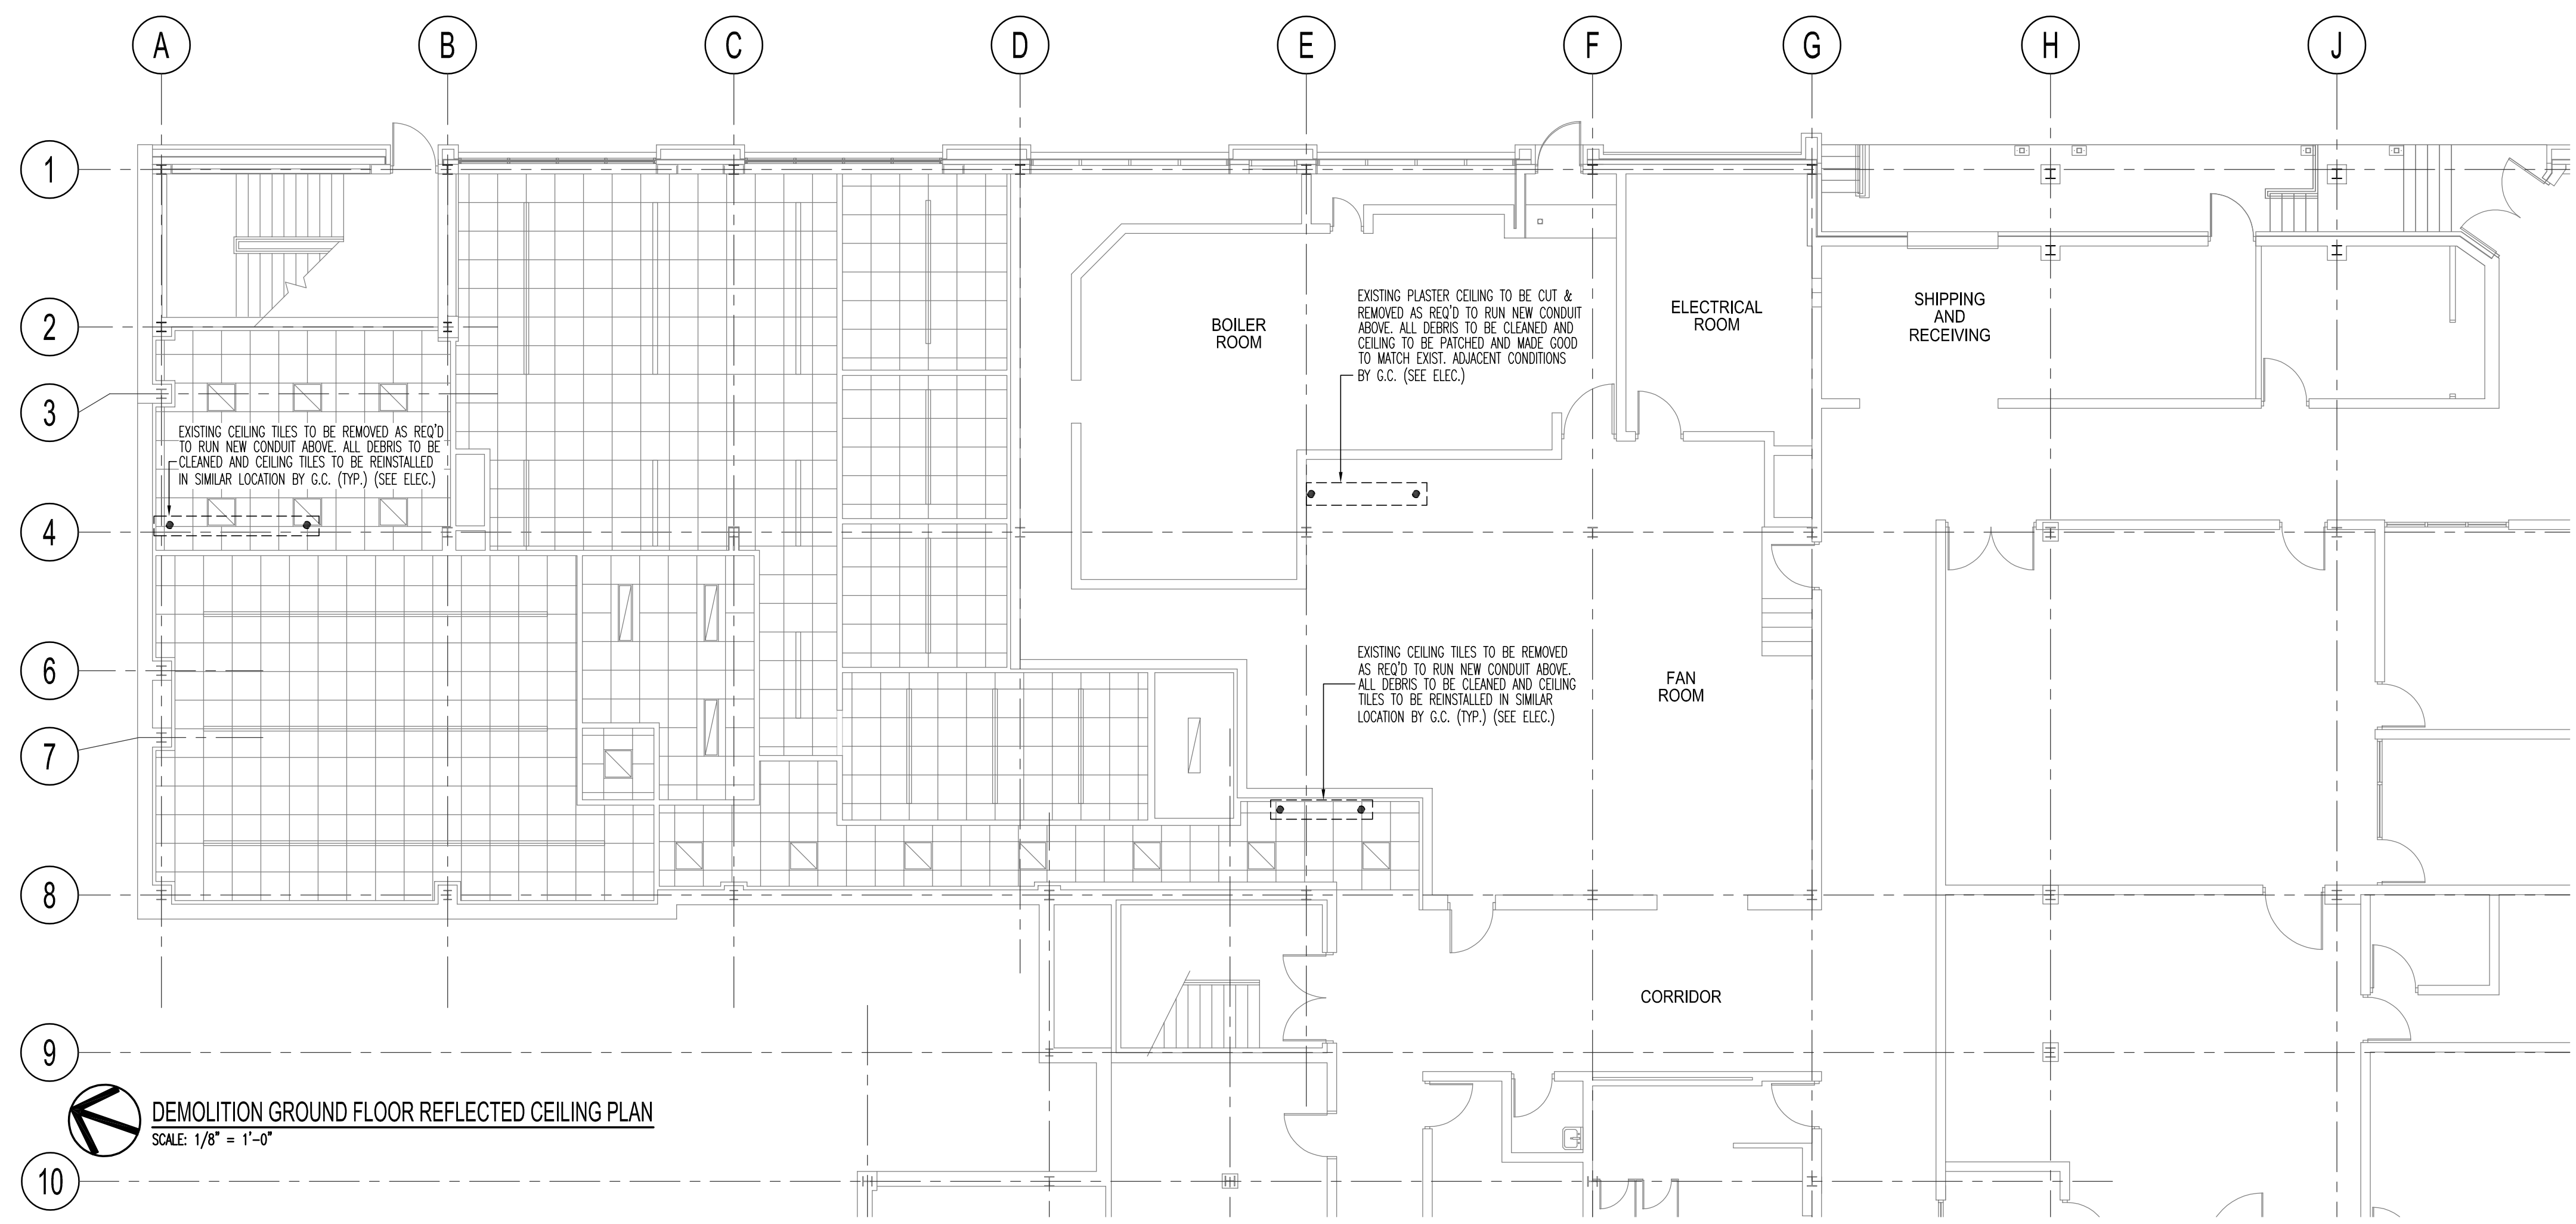 A B C D E F G H J
1
2
3
4
6
7
8
9
10
EXISTING CEILING TILES TO BE REMOVED AS REQ'D
TO RUN NEW CONDUIT ABOVE. ALL DEBRIS TO BE
CLEANED AND CEILING TILES TO BE REINSTALLED
IN SIMILAR LOCATION BY G.C. (TYP.) (SEE ELEC.)
BOILER
ROOM
EXISTING PLASTER CEILING TO BE CUT &
REMOVED AS REQ'D TO RUN NEW CONDUIT
ABOVE. ALL DEBRIS TO BE CLEANED AND
CEILING TO BE PATCHED AND MADE GOOD
TO MATCH EXIST. ADJACENT CONDITIONS
BY G.C. (SEE ELEC.)
ELECTRICAL
ROOM
SHIPPING
AND
RECEIVING
EXISTING CEILING TILES TO BE REMOVED
AS REQ'D TO RUN NEW CONDUIT ABOVE.
ALL DEBRIS TO BE CLEANED AND CEILING
TILES TO BE REINSTALLED IN SIMILAR
LOCATION BY G.C. (TYP.) (SEE ELEC.)
FAN
ROOM
CORRIDOR
DEMOLITION GROUND FLOOR REFLECTED CEILING PLAN
SCALE: 1/8" = 1'-0"